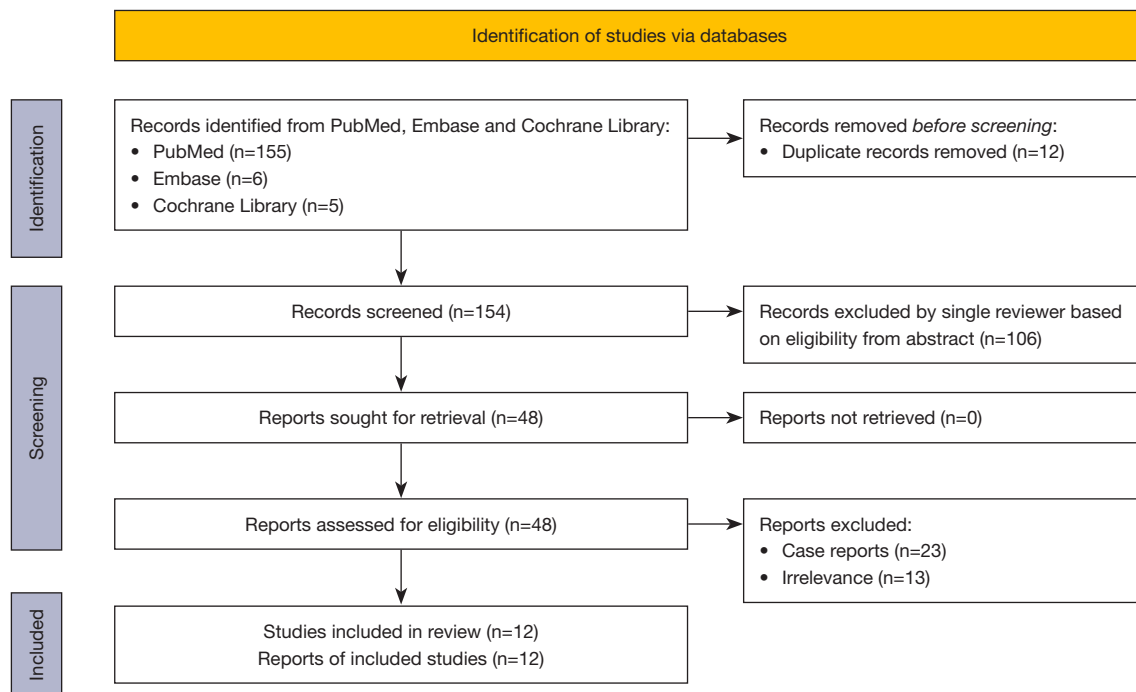 Identification of studies via databases
Identification
Records identified from PubMed, Embase and Cochrane Library:
• PubMed (n=155)
• Embase (n=6)
• Cochrane Library (n=5)
Records removed before screening:
• Duplicate records removed (n=12)
Screening
Records screened (n=154)
Records excluded by single reviewer based
on eligibility from abstract (n=106)
Reports sought for retrieval (n=48)
Reports not retrieved (n=0)
Reports assessed for eligibility (n=48)
Reports excluded:
• Case reports (n=23)
• Irrelevance (n=13)
Included
Studies included in review (n=12)
Reports of included studies (n=12)